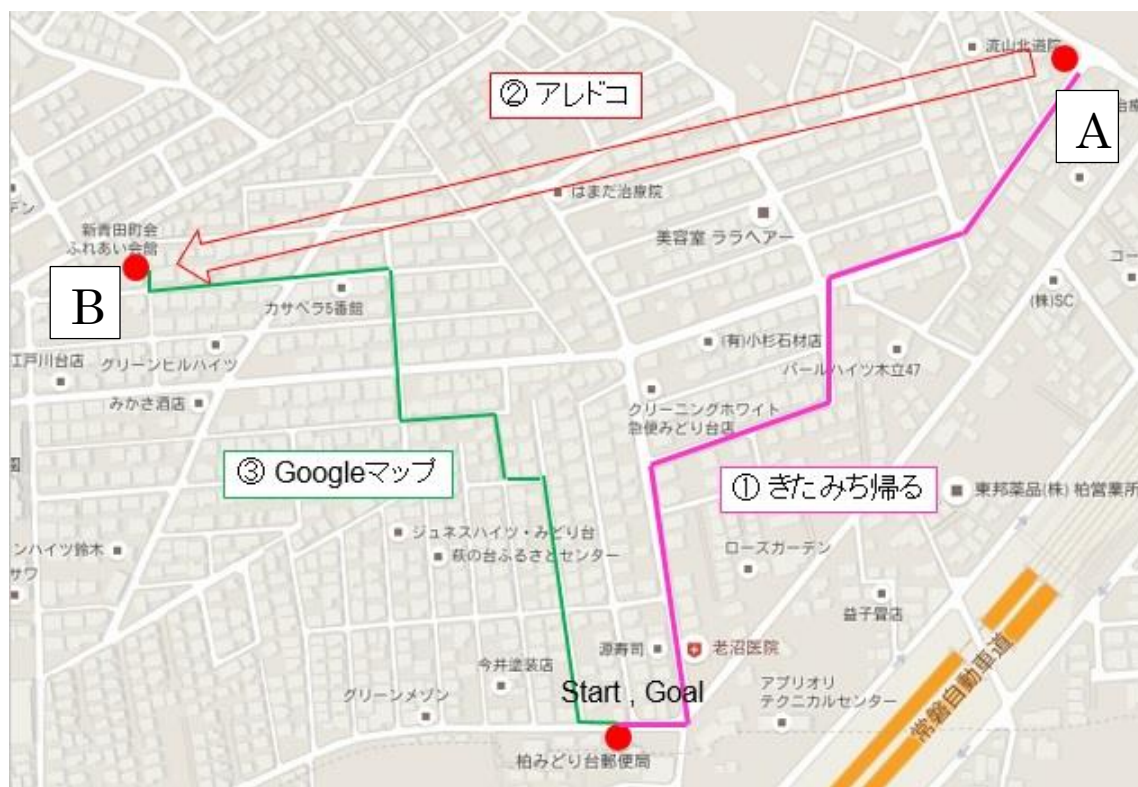 流山北道院
② アレドコ
A
治療
はまだ治療院
新青田町会
ふれあい会館
美容室 ララヘアー
コー
B
カサベラ5番館
(株)SC
江戸川台店
グリーンヒルハイツ
(有)小杉石材店
パールハイツ木立47
みかさ酒店
クリーニングホワイト
急便みどり台店
園
③ Googleマップ
① きたみち帰る
東邦薬品(株) 柏営業所
ジュネスハイツ・みどり台
ンハイツ鈴木
萩の台ふるさとセンター
ローズガーデン
サワ
益子畳店
源寿司
老沼医院
今井塗装店
常磐自動車道
グリーンメゾン
Start , Goal
アプリオリ
テクニカルセンター
柏みどり台郵便局